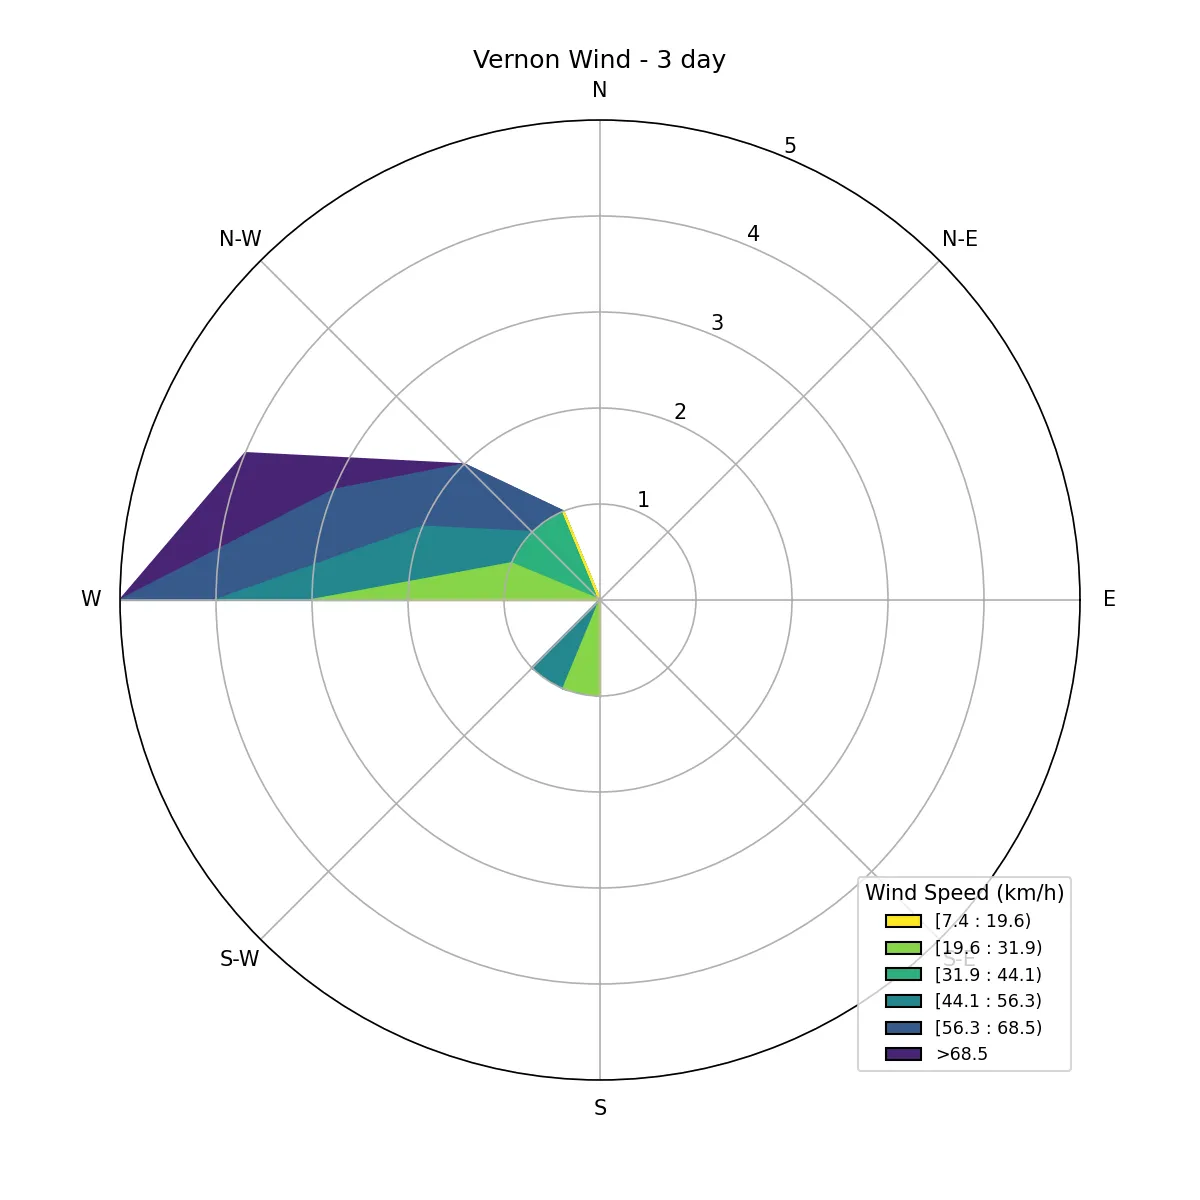 Vernon Wind - 3 day
N
5
N-W
4
N-E
3
2
1
W
E
S-W
S-E
S
Wind Speed (km/h)
[7.4 : 19.6)
[19.6 : 31.9)
[31.9 : 44.1)
[44.1 : 56.3)
[56.3 : 68.5)
>68.5